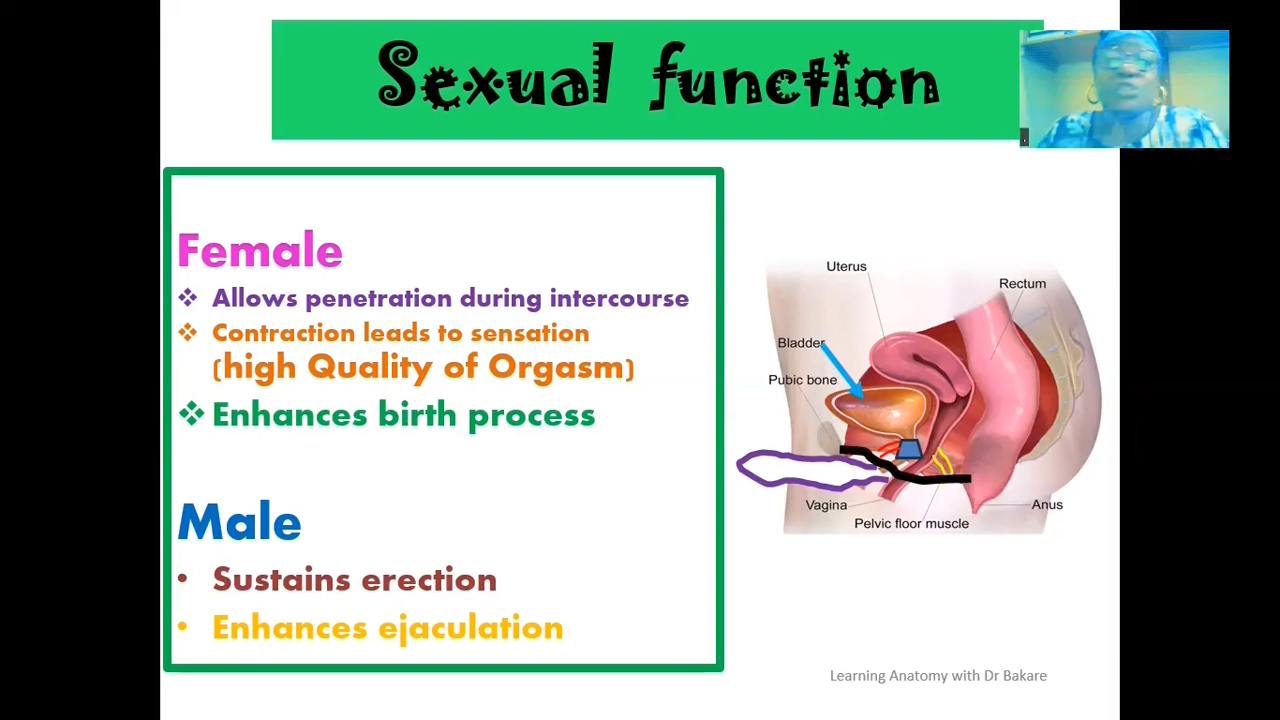 Sexual function
Female
Allows penetration during intercourse
Contraction leads to sensation
(high Quality of Orgasm)
Enhances birth process
Male
Sustains erection
Enhances ejaculation
Uterus
Rectum
Bladder
Pubic bone
Vagina
Anus
Pelvic floor muscle
Learning Anatomy with Dr Bakare